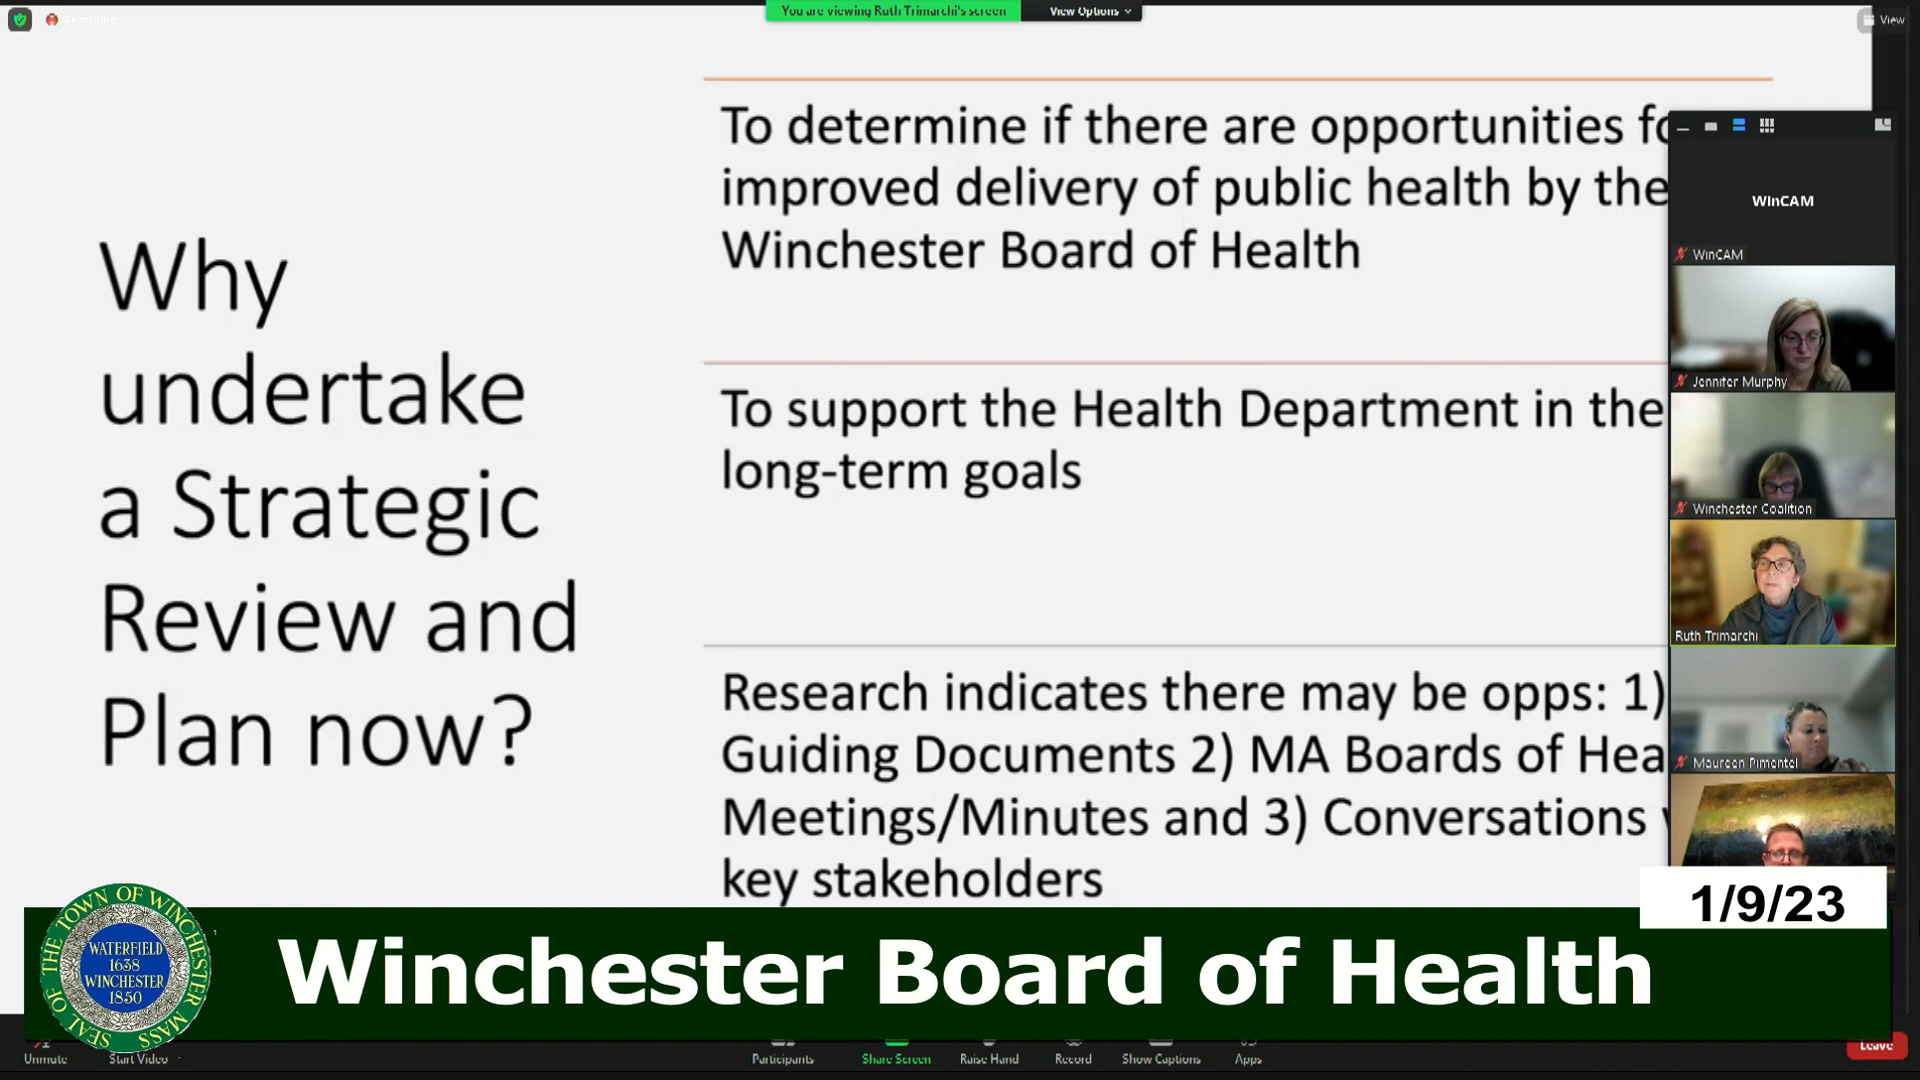 Recording
You are viewing Ruth Trimarchi's screen
View Options
View
Why
undertake
a Strategic
Review and
Plan now?
To determine if there are opportunities
improved delivery of public health by the
Winchester Board of Health
To support the Health Department in the
long-term goals
Research indicates there may be opps: 1)
Guiding Documents 2) MA Boards of Hea
Meetings/Minutes and 3) Conversations
key stakeholders
WinCAM
WinCAM
Jennifer Murphy
Winchester Coalition
Ruth Trimarchi
Maureen Pimentel
1/9/23
SEAL OF THE TOWN OF WINCHESTER MASS
WATERFIELD
1638
WINCHESTER
1850
Winchester Board of Health
Unmute
Start Video
Participants
Share Screen
Raise Hand
Record
Show Captions
Apps
Leave